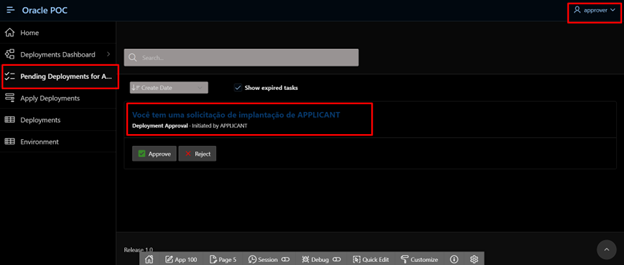 Oracle POC
approver
Home
Deployments Dashboard
Pending Deployments for A...
Apply Deployments
Deployments
Environment
Search...
Create Date
Show expired tasks
Você tem uma solicitação de implantação de APPLICANT
Deployment Approval - Initiated by APPLICANT
Approve
Reject
Release 1.0
App 100
Page 5
Session
Debug
Quick Edit
Customize